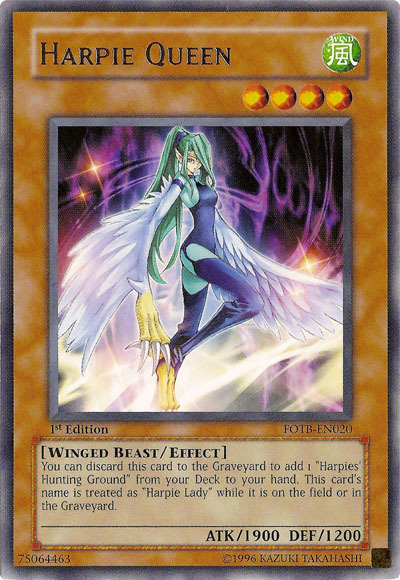 HARPIE QUEEN
WIND
風
1st Edition
FOTB-EN020
[WINGED BEAST/EFFECT]
You can discard this card to the Graveyard to add 1 "Harpies'
Hunting Ground" from your Deck to your hand. This card's
name is treated as "Harpie Lady" while it is on the field or in
the Graveyard.
ATK/1900 DEF/1200
75064463
©1996 KAZUKI TAKAHASHI